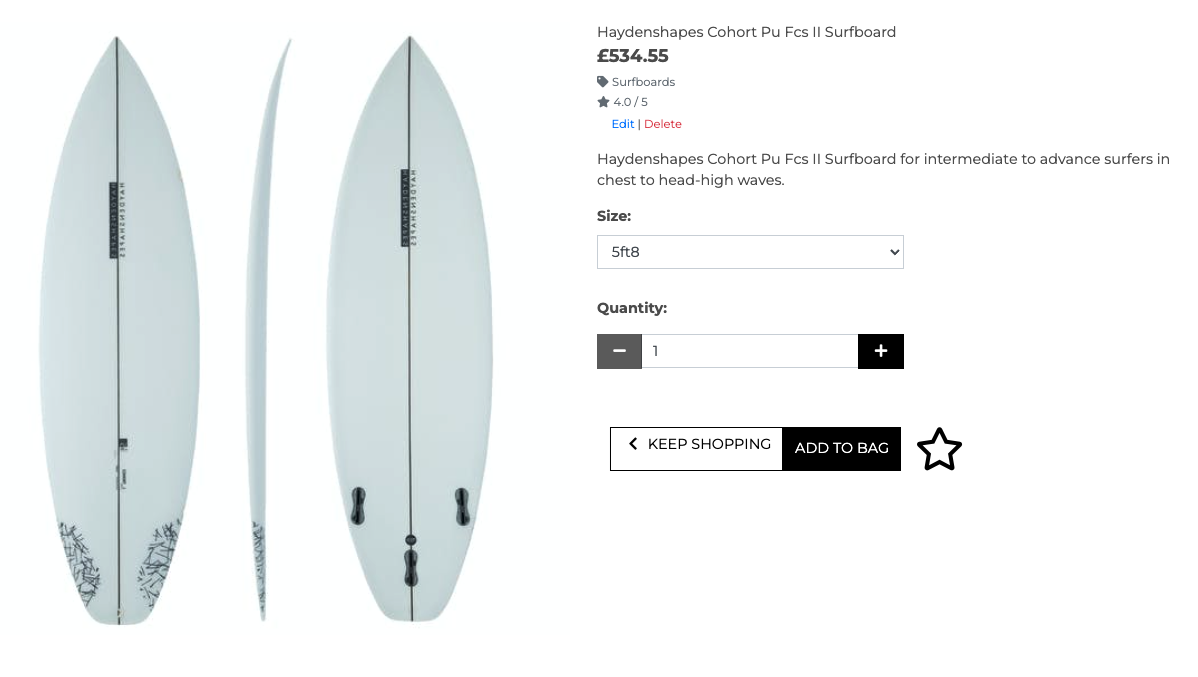 Haydenshapes Cohort Pu Fcs II Surfboard
£534.55
Surfboards
4.0 / 5
Edit | Delete
Haydenshapes Cohort Pu Fcs II Surfboard for intermediate to advance surfers in
chest to head-high waves.
Size:
5ft8
Quantity:
1
KEEP SHOPPING
ADD TO BAG
HAYDENSHAPES
HAYDENSHAPES
HAYDENSHAPES
HAYDENSHAPES